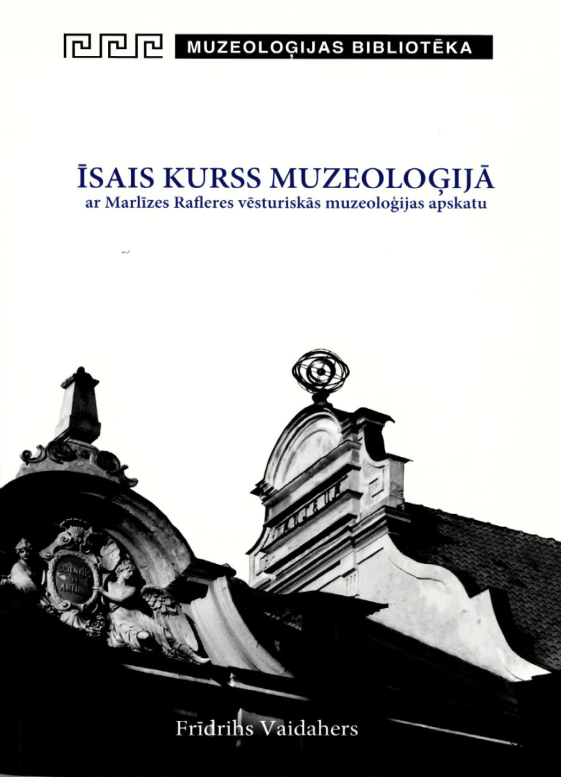 MUZEOLOĢIJAS BIBLIOTĒKA
ĪSAIS KURSS MUZEOLOĢIJĀ
ar Marlīzes Rafleres vēsturiskās muzeoloģijas apskatu
Frīdrihs Vaidahers